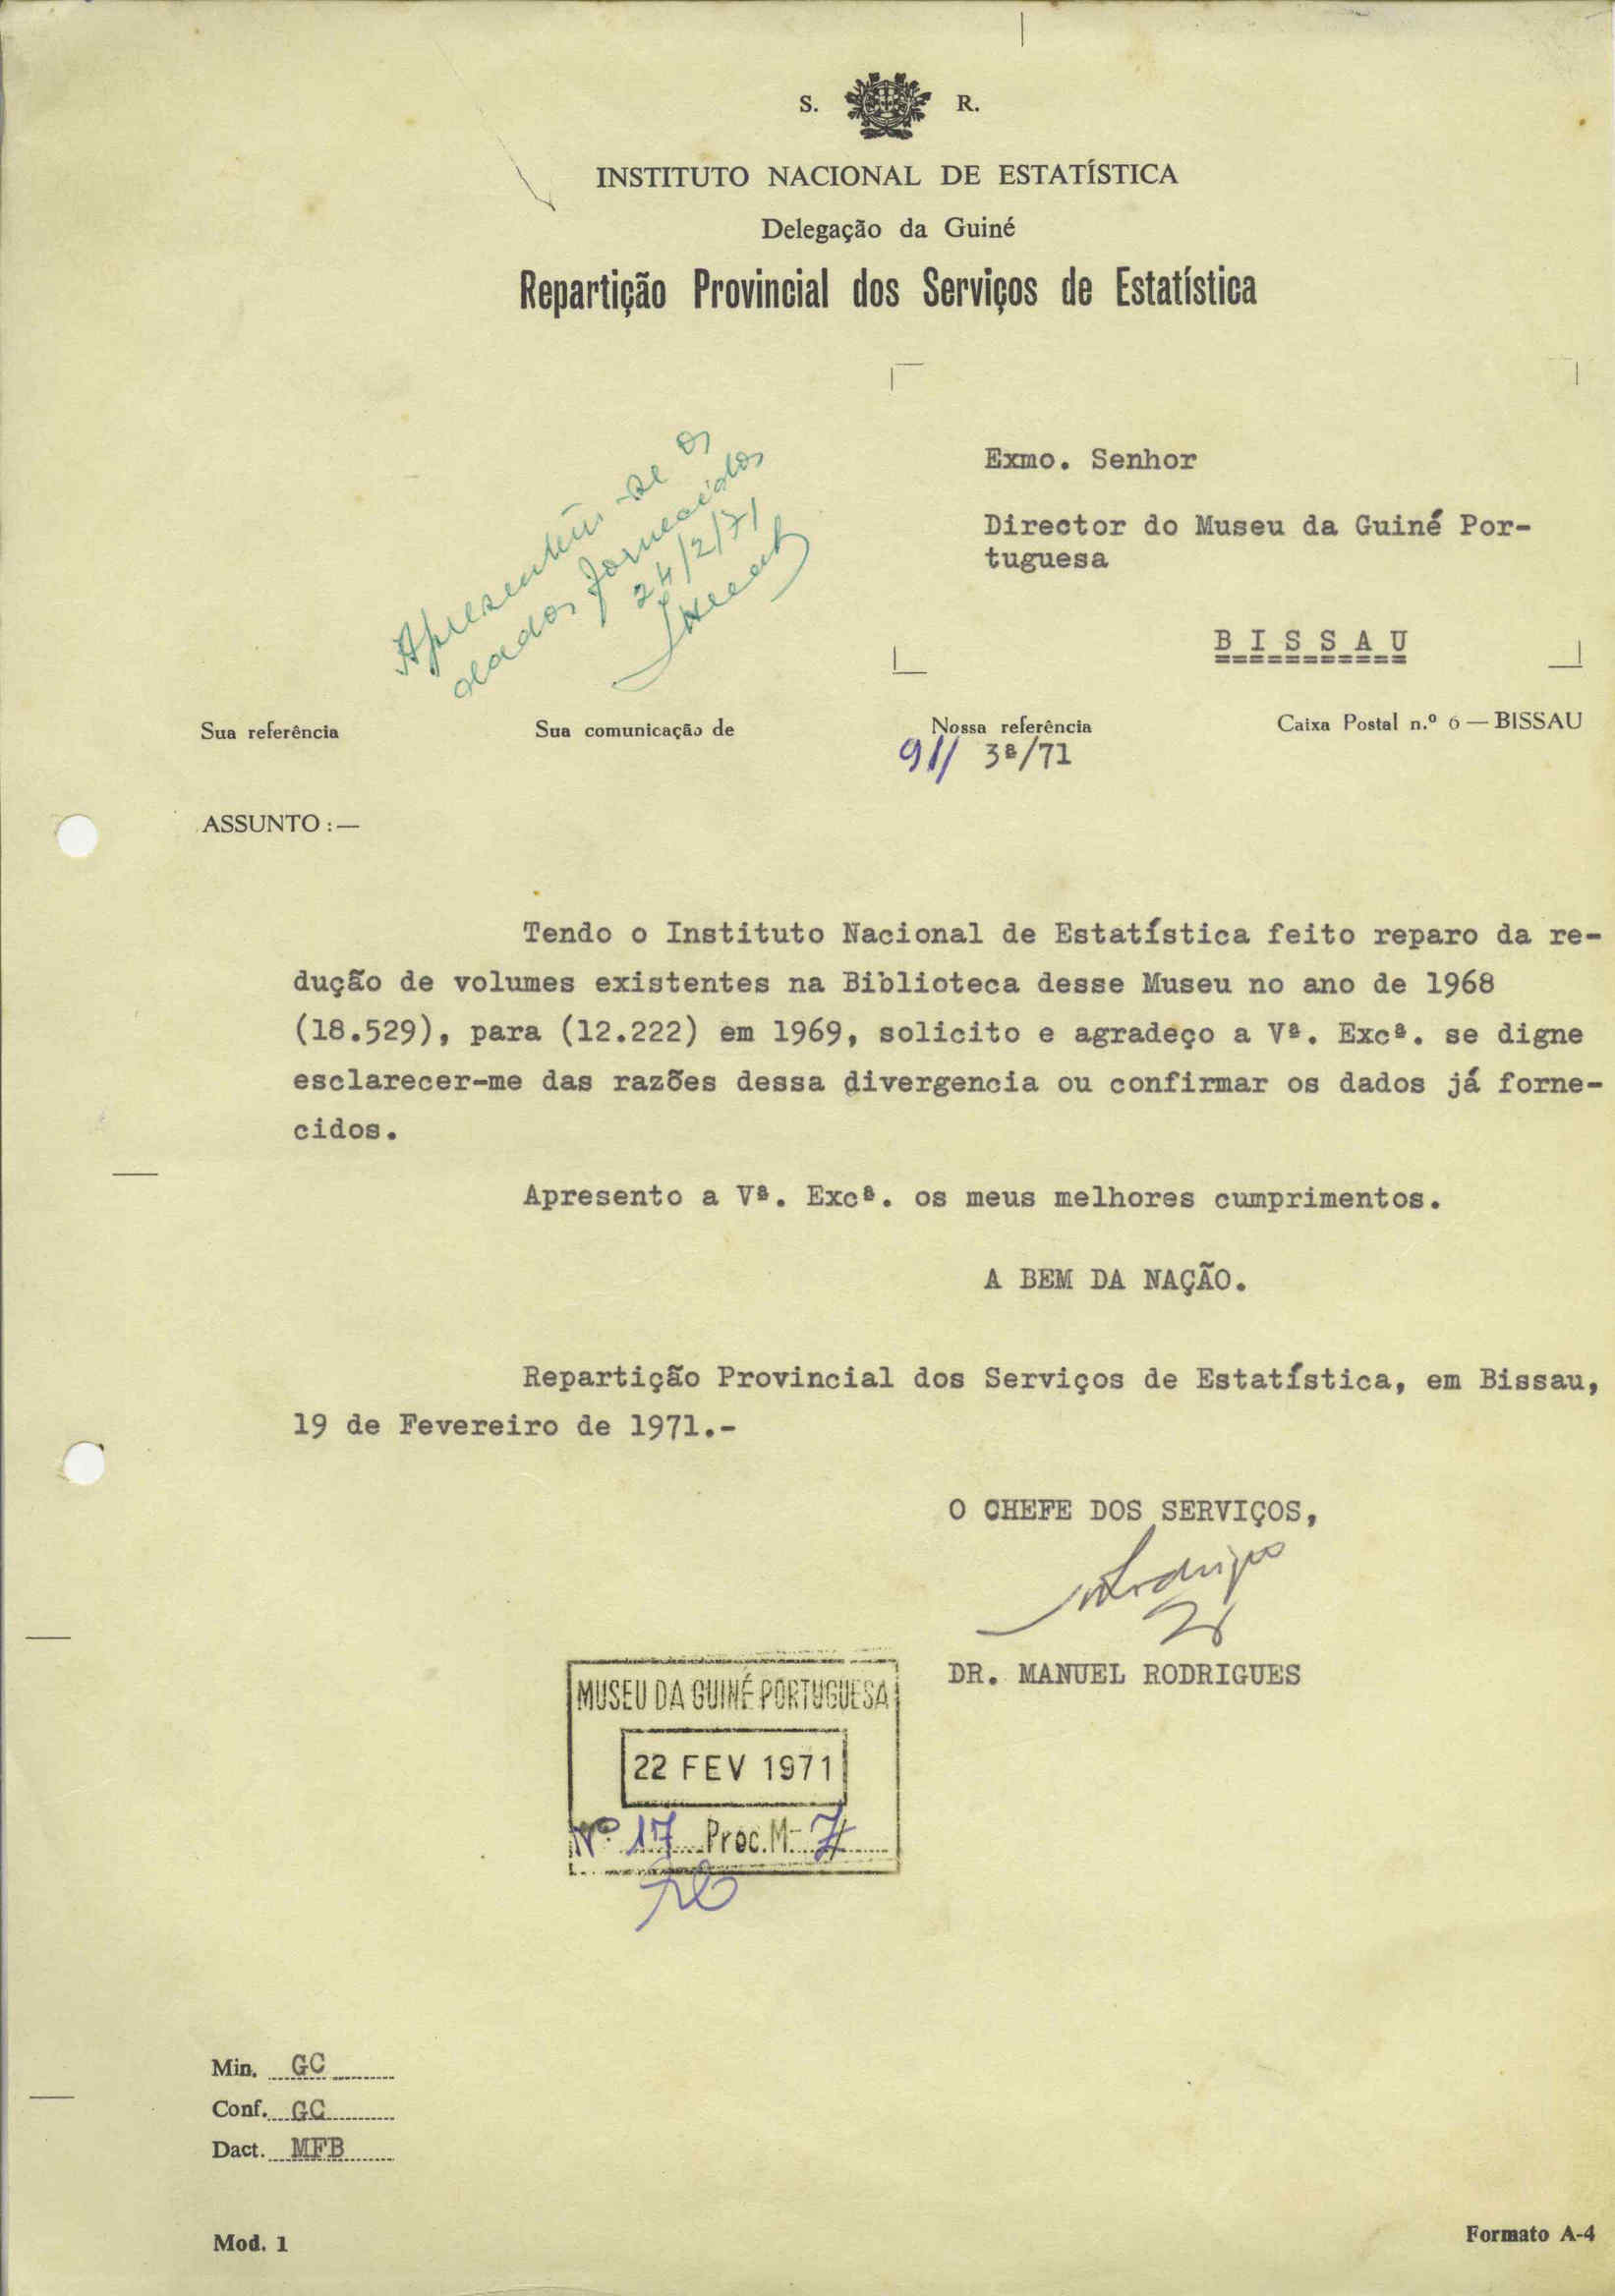 S. R.
INSTITUTO NACIONAL DE ESTATÍSTICA
Delegação da Guiné
Repartição Provincial dos Serviços de Estatística
Apresentem-se os
dados fornecidos
24/2/71
Exmo. Senhor
Director do Museu da Guiné Por-
tuguesa
B I S S A U
Sua referência
Sua comunicação de
Nossa referência
Caixa Postal n.º 6 — BISSAU
91/ 3ª/71
ASSUNTO :—
Tendo o Instituto Nacional de Estatística feito reparo da re-
dução de volumes existentes na Biblioteca desse Museu no ano de 1968
(18.529), para (12.222) em 1969, solicito e agradeço a Vª. Excª. se digne
esclarecer-me das razões dessa divergencia ou confirmar os dados já forne-
cidos.
Apresento a Vª. Excª. os meus melhores cumprimentos.
A BEM DA NAÇÃO.
Repartição Provincial dos Serviços de Estatística, em Bissau,
19 de Fevereiro de 1971.-
O CHEFE DOS SERVIÇOS,
MRodrigues
DR. MANUEL RODRIGUES
MUSEU DA GUINÉ PORTUGUESA
22 FEV 1971
Nº 17 Proc. M- 7
Min. GC
Conf. GC
Dact. MFB
Mod. 1
Formato A-4